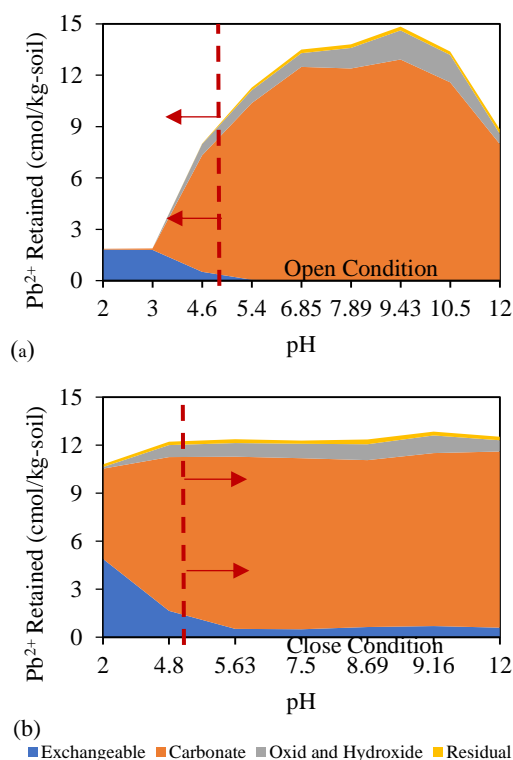 15
12
9
6
3
0
Pb²⁺ Retained (cmol/kg-soil)
Open Condition
2 3 4.6 5.4 6.85 7.89 9.43 10.5 12
(a)
pH
15
12
9
6
3
0
Pb²⁺ Retained (cmol/kg-soil)
Close Condition
2 4.8 5.63 7.5 8.69 9.16 12
pH
(b)
Exchangeable Carbonate Oxid and Hydroxide Residual